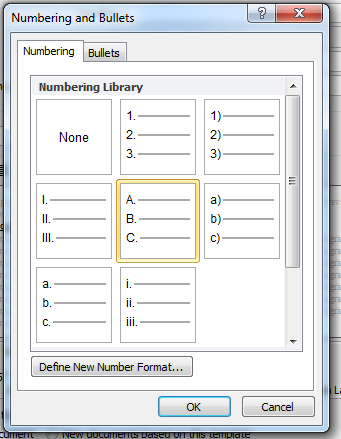 Numbering and Bullets
?
Numbering Bullets
Numbering Library
None
1.
2.
3.
1)
2)
3)
I.
II.
III.
A.
B.
C.
a)
b)
c)
a.
b.
c.
i.
ii.
iii.
Define New Number Format...
OK Cancel
New documents based on this template